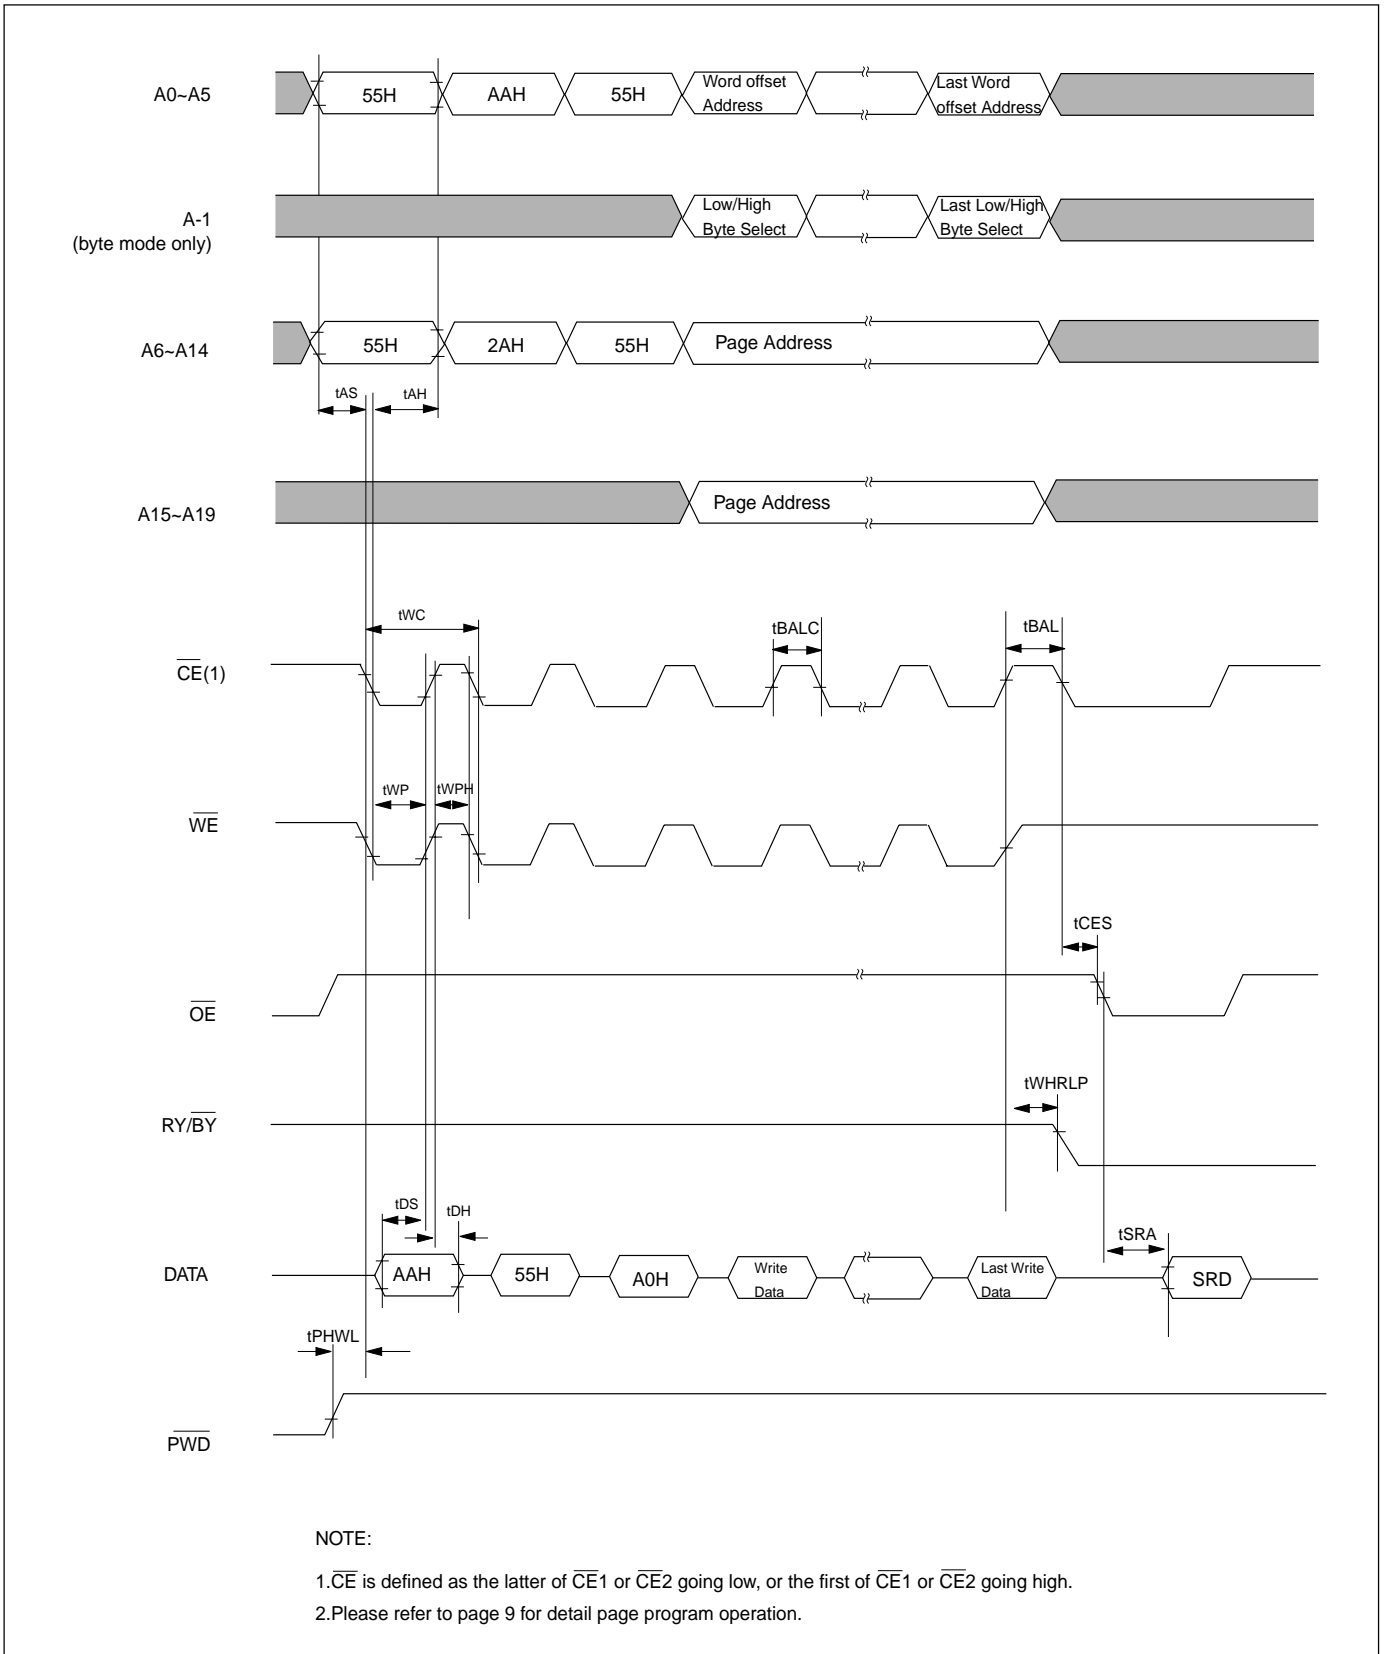 A0~A5
55H
AAH
55H
Word offset
Address
Last Word
offset Address
A-1
(byte mode only)
Low/High
Byte Select
Last Low/High
Byte Select
A6~A14
55H
2AH
55H
Page Address
tAS
tAH
A15~A19
Page Address
tWC
tBALC
tBAL
CE(1)
tWP
tWPH
WE
tCES
OE
tWHRLP
RY/BY
tDS
tDH
tSRA
DATA
AAH
55H
A0H
Write
Data
Last Write
Data
SRD
tPHWL
PWD
NOTE:
1.CE is defined as the latter of CE1 or CE2 going low, or the first of CE1 or CE2 going high.
2.Please refer to page 9 for detail page program operation.